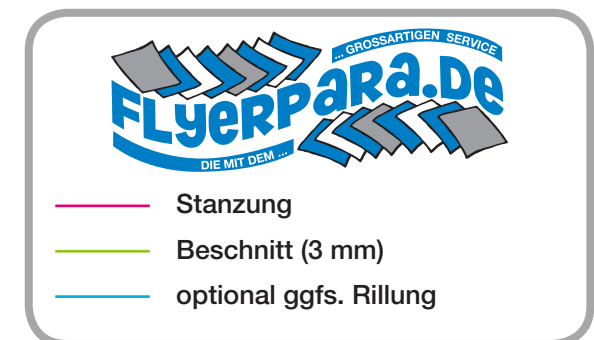 ... GROSSARTIGEN SERVICE
FLYERPARA.DE
DIE MIT DEM ...
Stanzung
Beschnitt (3 mm)
optional ggfs. Rillung